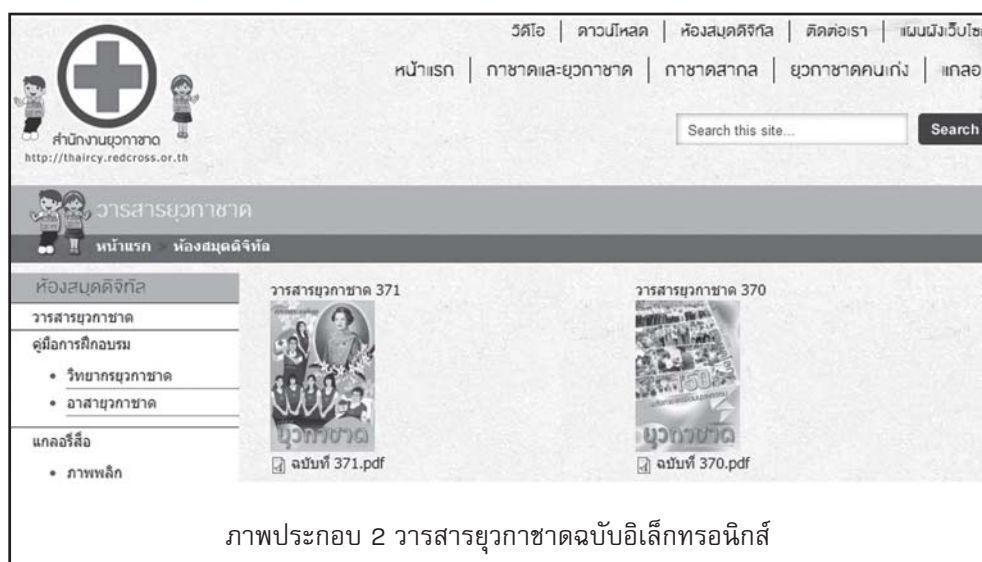 วิดีโอ | ดาวน์โหลด | ห้องสมุดดิจิทัล | ติดต่อเรา | แผนผังเว็บไซ
หน้าแรก | กาชาดและยุวกาชาด | กาชาดสากล | ยุวกาชาดคนเก่ง | แกลอ
สำนักงานยุวกาชาด
http://thaircy.redcross.or.th
Search this site...
Search
วารสารยุวกาชาด
หน้าแรก > ห้องสมุดดิจิทัล
ห้องสมุดดิจิทัล
วารสารยุวกาชาด
คู่มือการฝึกอบรม
• วิทยากรยุวกาชาด
• อาสายุวกาชาด
แกลอรี่สื่อ
• ภาพพลิก
วารสารยุวกาชาด 371
ยุวกาชาด
ฉบับที่ 371.pdf
วารสารยุวกาชาด 370
150
ยุวกาชาด
ฉบับที่ 370.pdf
ภาพประกอบ 2 วารสารยุวกาชาดฉบับอิเล็กทรอนิกส์